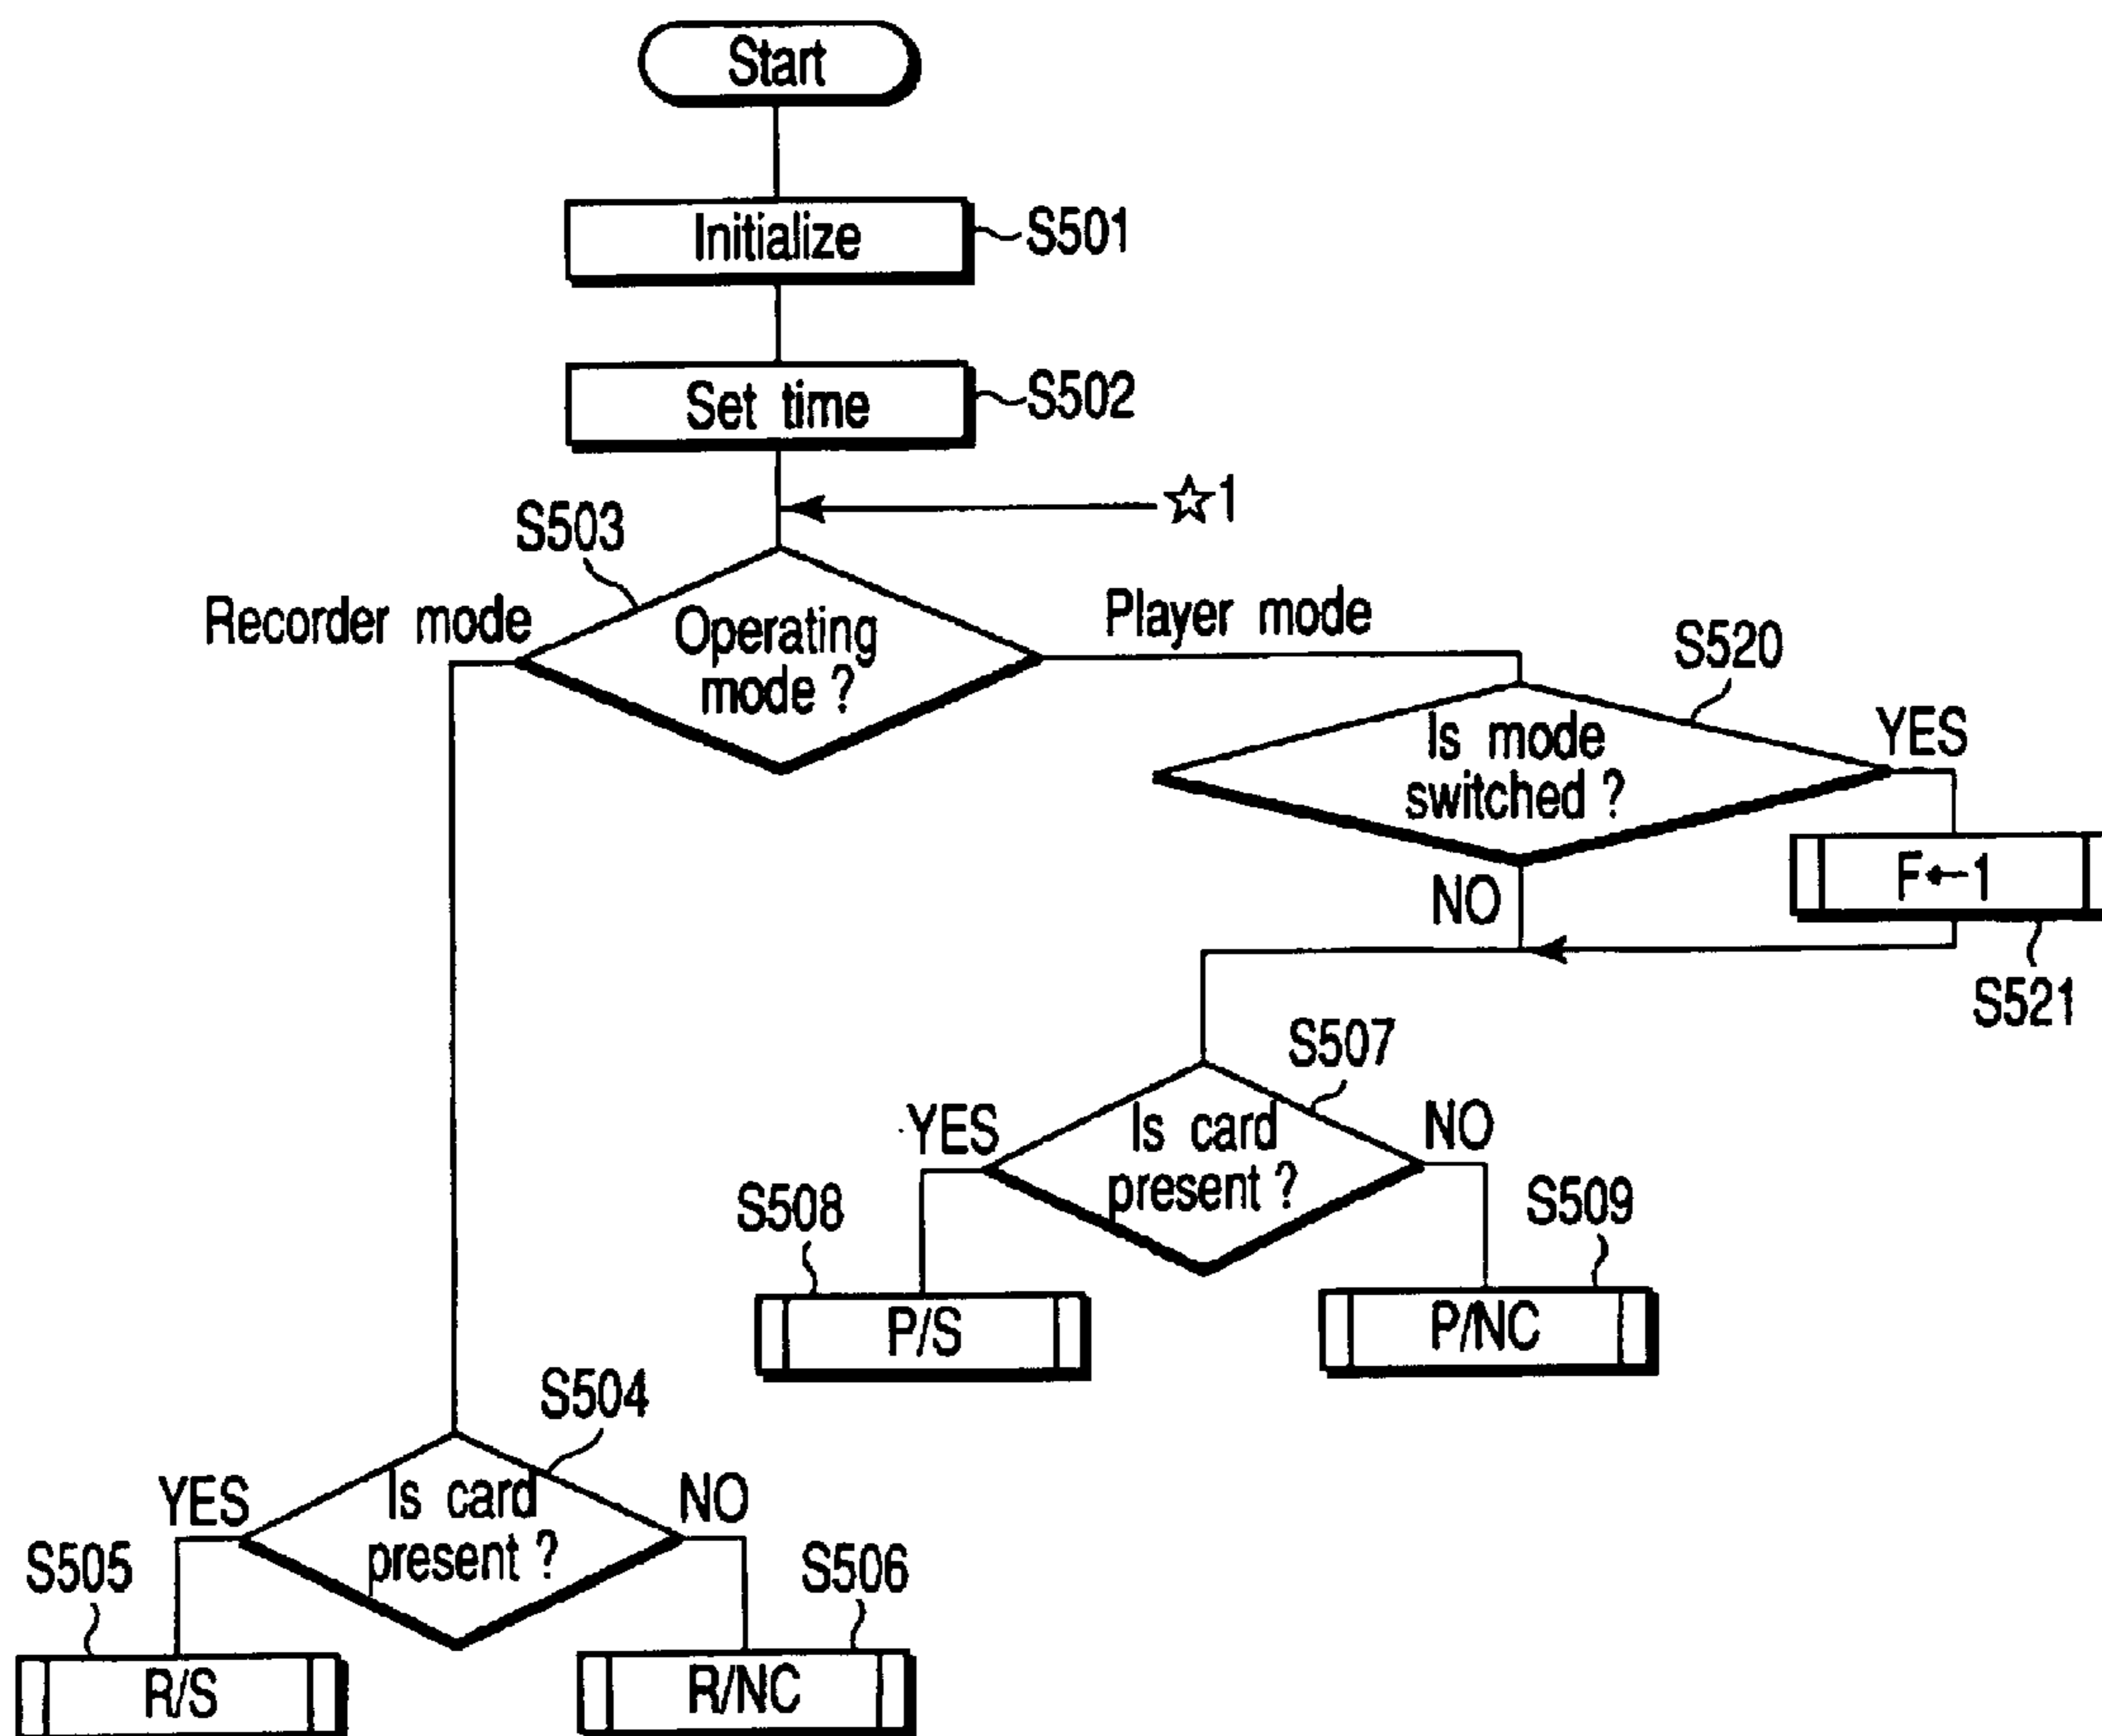 Start
Initialize
S501
Set time
S502
☆1
S503
Recorder mode
Operating
mode ?
Player mode
S520
Is mode
switched ?
YES
F←1
NO
S521
S507
YES
Is card
present ?
NO
S508
S509
P/S
P/NC
S504
YES
Is card
present ?
NO
S505
S506
R/S
R/NC